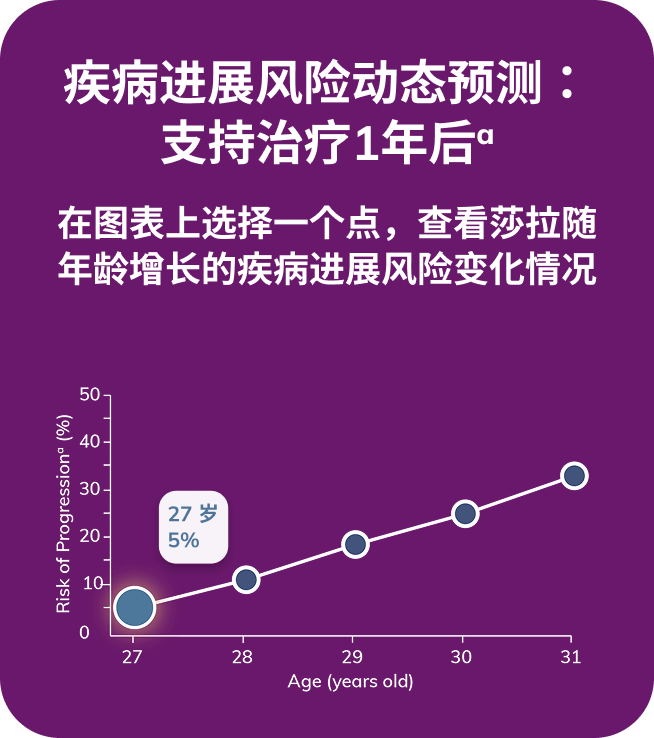 疾病进展风险动态预测：
支持治疗1年后ᵅ
在图表上选择一个点，查看莎拉随
年龄增长的疾病进展风险变化情况
Risk of Progressionᵅ (%)
50
40
30
20
10
0
27 岁
5%
27 28 29 30 31
Age (years old)